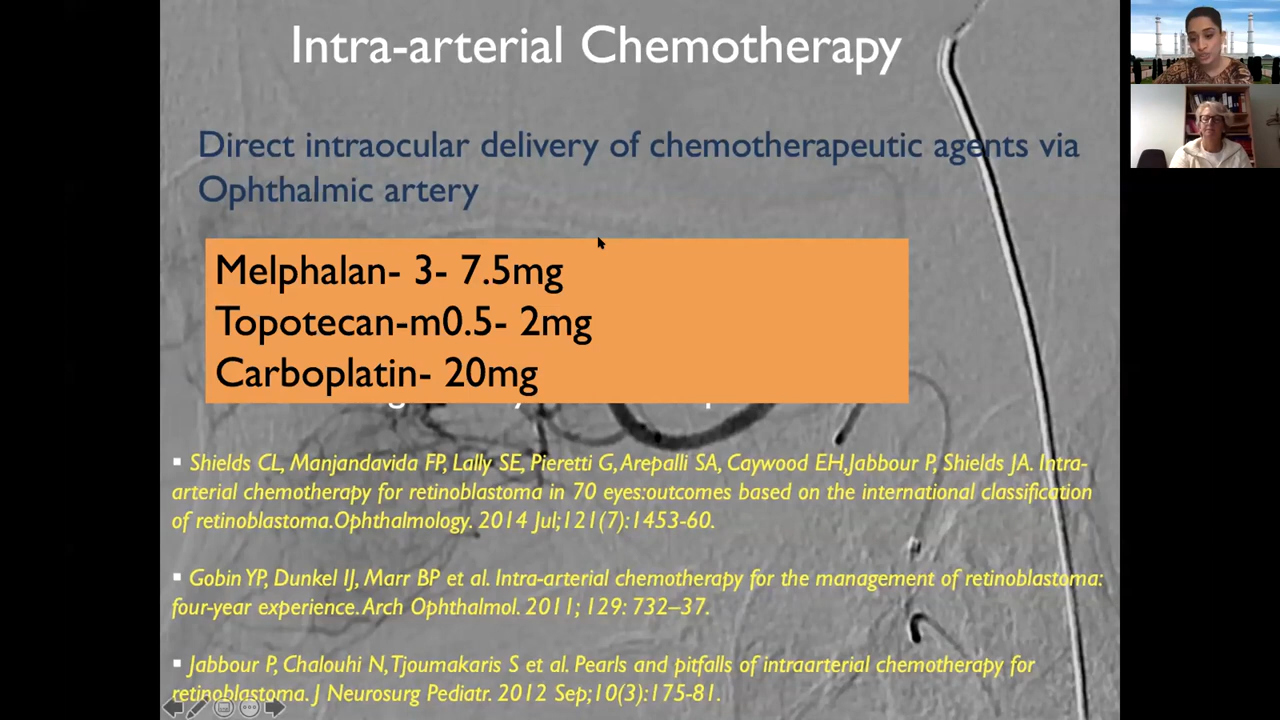 Intra-arterial Chemotherapy
Direct intraocular delivery of chemotherapeutic agents via
Ophthalmic artery
Melphalan- 3- 7.5mg
Topotecan-m0.5- 2mg
Carboplatin- 20mg
▪ Shields CL, Manjandavida FP, Lally SE, Pieretti G, Arepalli SA, Caywood EH,Jabbour P, Shields JA. Intra-
arterial chemotherapy for retinoblastoma in 70 eyes:outcomes based on the international classification
of retinoblastoma.Ophthalmology. 2014 Jul;121(7):1453-60.
▪ Gobin YP, Dunkel IJ, Marr BP et al. Intra-arterial chemotherapy for the management of retinoblastoma:
four-year experience. Arch Ophthalmol. 2011; 129: 732–37.
▪ Jabbour P, Chalouhi N, Tjoumakaris S et al. Pearls and pitfalls of intraarterial chemotherapy for
retinoblastoma. J Neurosurg Pediatr. 2012 Sep;10(3):175-81.